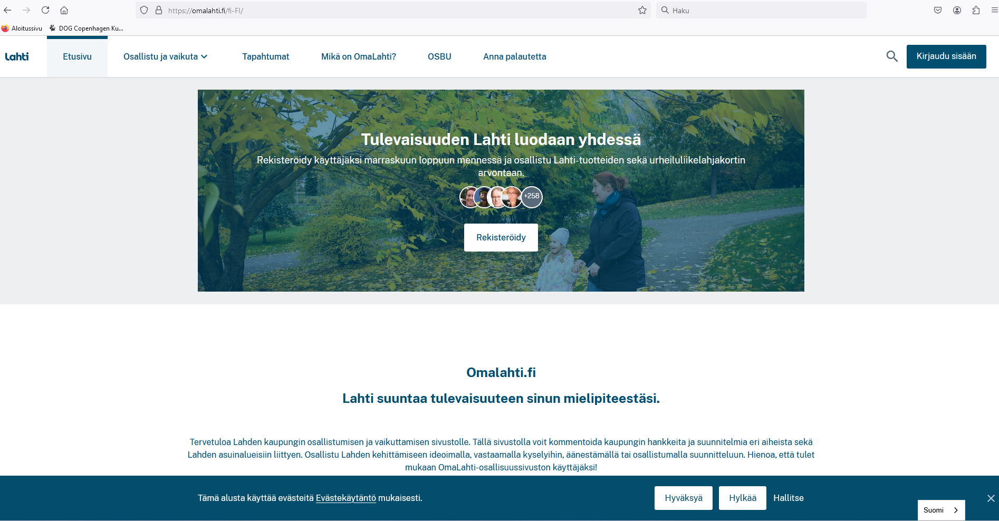 https://omalahti.fi/fi-FI/
Haku
Aloitussivu
DOG Copenhagen Ku...
Lahti
Etusivu
Osallistu ja vaikuta
Tapahtumat
Mikä on OmaLahti?
OSBU
Anna palautetta
Kirjaudu sisään
Tulevaisuuden Lahti luodaan yhdessä
Rekisteröidy käyttäjäksi marraskuun loppuun mennessä ja osallistu Lahti-tuotteiden sekä urheiluliikelahjakortin
arvontaan.
+258
Rekisteröidy
Omalahti.fi
Lahti suuntaa tulevaisuuteen sinun mielipiteestäsi.
Tervetuloa Lahden kaupungin osallistumisen ja vaikuttamisen sivustolle. Tällä sivustolla voit kommentoida kaupungin hankkeita ja suunnitelmia eri aiheista sekä
Lahden asuinalueisiin liittyen. Osallistu Lahden kehittämiseen ideoimalla, vastaamalla kyselyihin, äänestämällä tai osallistumalla suunnitteluun. Hienoa, että tulet
mukaan OmaLahti-osallisuussivuston käyttäjäksi!
Tämä alusta käyttää evästeitä Evästekäytäntö mukaisesti.
Hyväksyä
Hylkää
Hallitse
Suomi